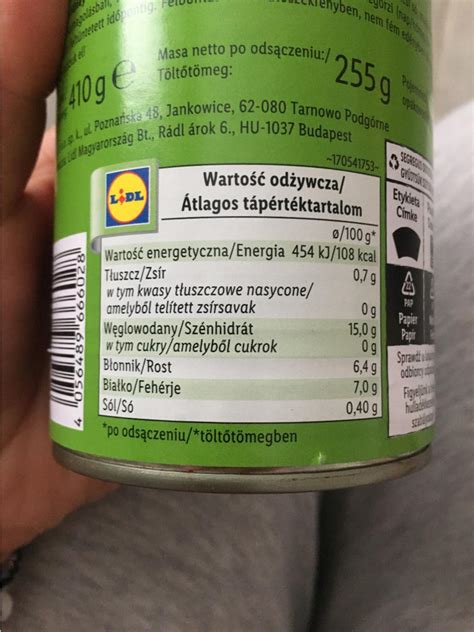 Masa netto po odsączeniu:/
Töltőtömeg:
255 g
410 g e
ul. Poznańska 48, Jankowice, 62-080 Tarnowo Podgórne
Lidl Magyarország Bt., Rádl árok 6., HU-1037 Budapest
~170541753~
LIDL
Wartość odżywcza/
Átlagos tápértéktartalom
ø/100 g*
Wartość energetyczna/Energia 454 kJ/108 kcal
Tłuszcz/Zsír 0,7 g
w tym kwasy tłuszczowe nasycone/
amelyből telített zsírsavak 0 g
Węglowodany/Szénhidrát 15,0 g
w tym cukry/amelyből cukrok 0 g
Błonnik/Rost 6,4 g
Białko/Fehérje 7,0 g
Sól/Só 0,40 g
*po odsączeniu/*töltőtömegben
4 056489 666028
Etykieta
Címke
22
PAP
Papier
Papír
Sprawdź